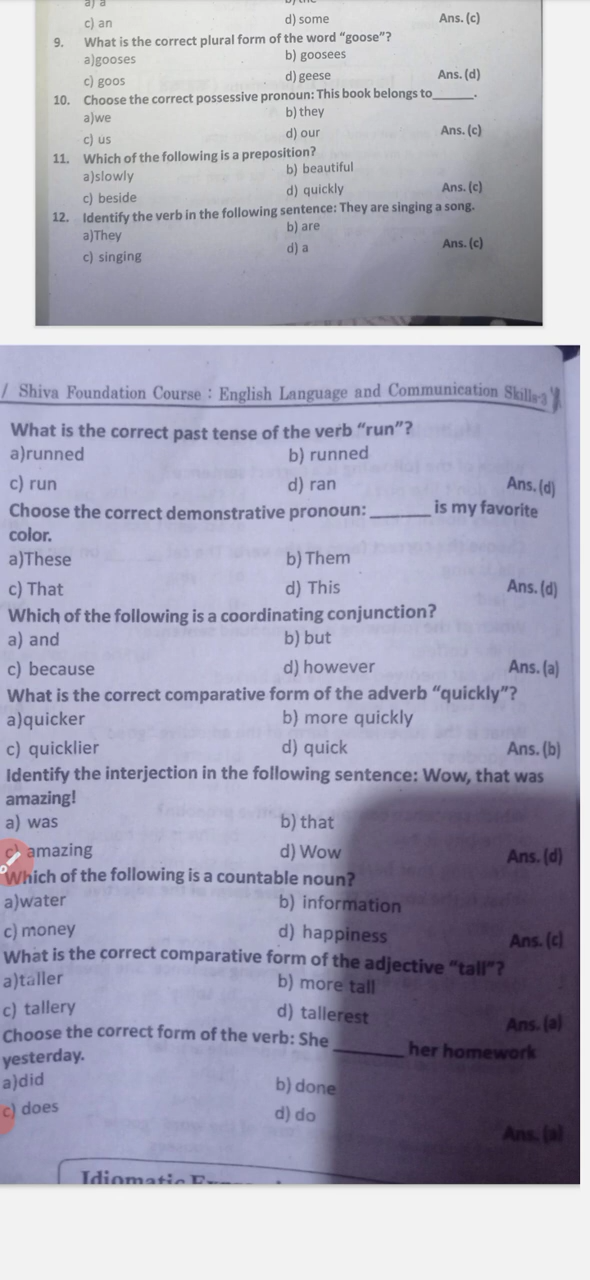 a) a
c) an d) some Ans. (c)
9. What is the correct plural form of the word “goose”?
a)gooses b) goosees
c) goos d) geese Ans. (d)
10. Choose the correct possessive pronoun: This book belongs to______.
a)we b) they
c) us d) our Ans. (c)
11. Which of the following is a preposition?
a)slowly b) beautiful
c) beside d) quickly Ans. (c)
12. Identify the verb in the following sentence: They are singing a song.
a)They b) are
c) singing d) a Ans. (c)
/ Shiva Foundation Course : English Language and Communication Skills-3
What is the correct past tense of the verb “run”?
a)runned b) runned
c) run d) ran Ans. (d)
Choose the correct demonstrative pronoun: ______ is my favorite
color.
a)These b) Them
c) That d) This Ans. (d)
Which of the following is a coordinating conjunction?
a) and b) but
c) because d) however Ans. (a)
What is the correct comparative form of the adverb “quickly”?
a)quicker b) more quickly
c) quicklier d) quick Ans. (b)
Identify the interjection in the following sentence: Wow, that was
amazing!
a) was b) that
c) amazing d) Wow Ans. (d)
Which of the following is a countable noun?
a)water b) information
c) money d) happiness Ans. (c)
What is the correct comparative form of the adjective “tall”?
a)taller b) more tall
c) tallery d) tallerest Ans. (a)
Choose the correct form of the verb: She ______ her homework
yesterday.
a)did b) done
c) does d) do Ans. (a)
Idiomatic